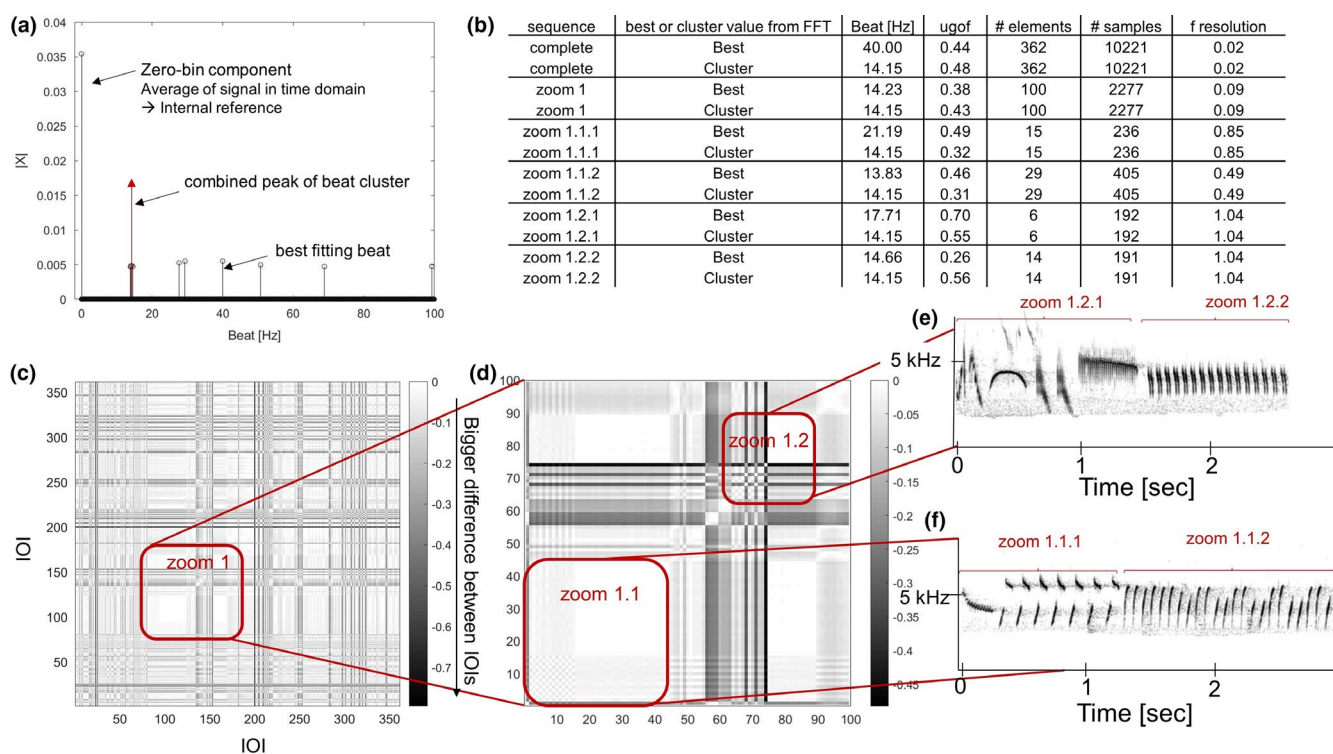 (a)
0.04
0.035
0.03
0.025
0.02
0.015
0.01
0.005
0
|X|
Zero-bin component
Average of signal in time domain
→ Internal reference
combined peak of beat cluster
best fitting beat
0 20 40 60 80 100
Beat [Hz]
(b)
sequence best or cluster value from FFT Beat [Hz] ugof # elements # samples f resolution
complete Best 40.00 0.44 362 10221 0.02
complete Cluster 14.15 0.48 362 10221 0.02
zoom 1 Best 14.23 0.38 100 2277 0.09
zoom 1 Cluster 14.15 0.43 100 2277 0.09
zoom 1.1.1 Best 21.19 0.49 15 236 0.85
zoom 1.1.1 Cluster 14.15 0.32 15 236 0.85
zoom 1.1.2 Best 13.83 0.46 29 405 0.49
zoom 1.1.2 Cluster 14.15 0.31 29 405 0.49
zoom 1.2.1 Best 17.71 0.70 6 192 1.04
zoom 1.2.1 Cluster 14.15 0.55 6 192 1.04
zoom 1.2.2 Best 14.66 0.26 14 191 1.04
zoom 1.2.2 Cluster 14.15 0.56 14 191 1.04
(c)
350
300
250
200
150
100
50
IOI
zoom 1
50 100 150 200 250 300 350
IOI
0
-0.1
-0.2
-0.3
-0.4
-0.5
-0.6
-0.7
Bigger difference between IOIs
(d)
100
90
80
70
60
50
40
30
20
10
zoom 1.2
zoom 1.1
10 20 30 40 50 60 70 80 90 100
0
-0.05
-0.1
-0.15
-0.2
-0.25
-0.3
-0.35
-0.4
-0.45
(e)
zoom 1.2.1 zoom 1.2.2
5 kHz
0 1 2
Time [sec]
(f)
zoom 1.1.1 zoom 1.1.2
5 kHz
0 1 2
Time [sec]